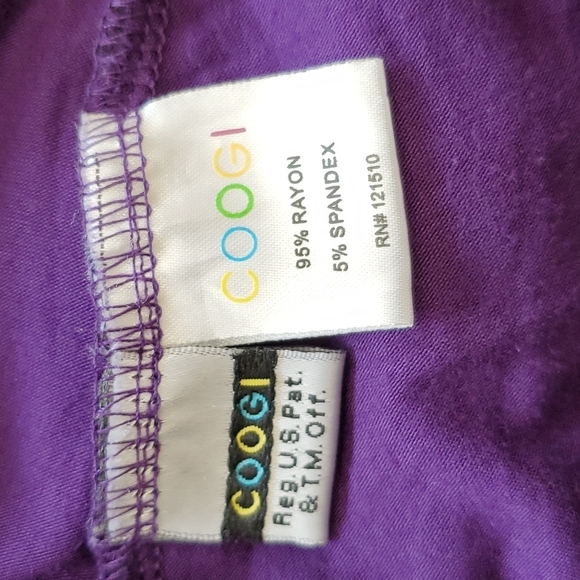 COOGI
95% RAYON
5% SPANDEX
RN# 121510
COOGI
Reg. U.S. Pat.
& T.M. Off.